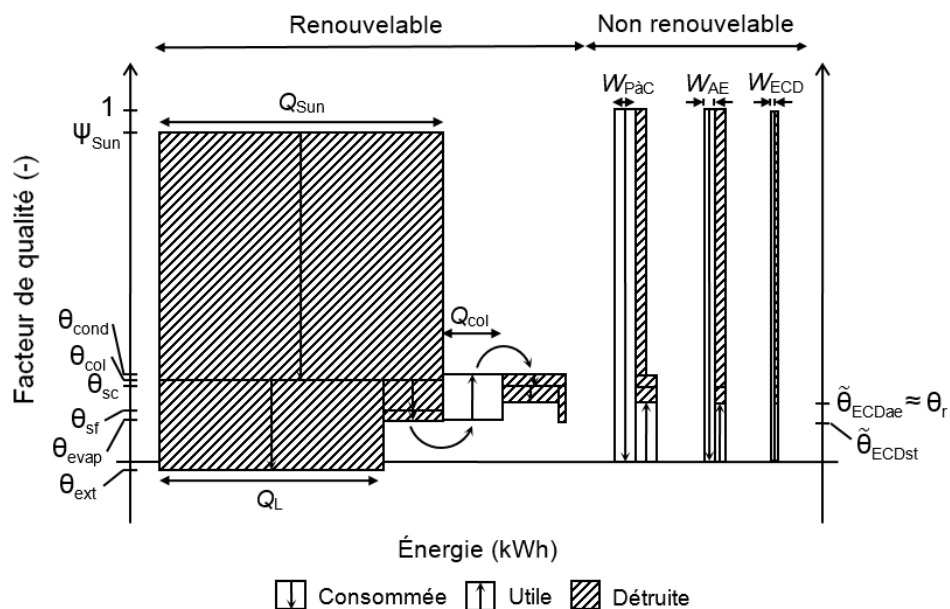 Renouvelable
Non renouvelable
Q_Sun
W_PàC
W_AE
W_ECD
1
Ψ_Sun
Facteur de qualité (-)
Q_col
θ_cond
θ_col
θ_sc
θ_sf
θ_evap
θ_ext
θ̃_ECDae ≈ θ_r
θ̃_ECDst
Q_L
Énergie (kWh)
Consommée
Utile
Détruite